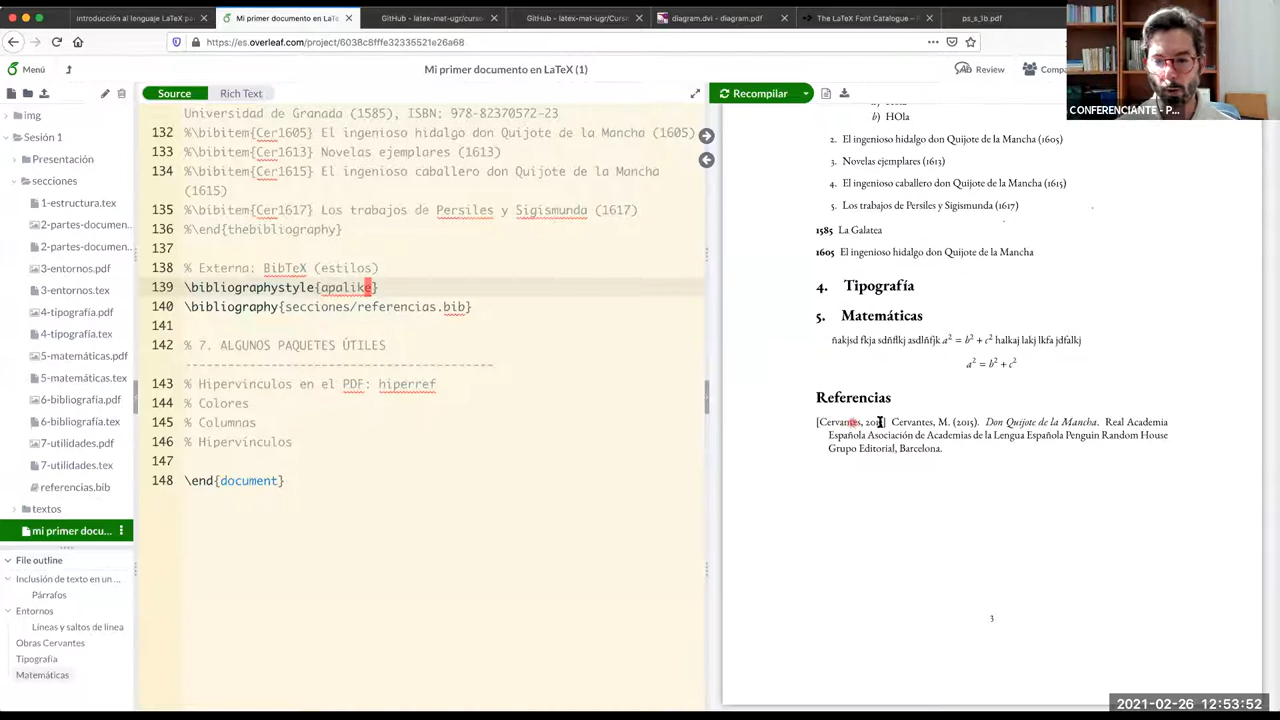 introducción al lenguaje LaTeX pa
Mi primer documento en LaTe
GitHub - latex-mat-ugr/curso
GitHub - latex-mat-ugr/Curs
diagram.dvi - diagram.pdf
The LaTeX Font Catalogue – F
ps_s_1b.pdf
https://es.overleaf.com/project/6038c8fffe32335521e26a68
Menú
Mi primer documento en LaTeX (1)
Review
Source
Rich Text
Recompilar
CONFERENCIANTE - P...
img
Sesión 1
Presentación
secciones
1-estructura.tex
2-partes-documen..
2-partes-documen..
3-entornos.pdf
3-entornos.tex
4-tipografía.pdf
4-tipografía.tex
5-matemáticas.pdf
5-matemáticas.tex
6-bibliografía.pdf
6-bibliografía.tex
7-utilidades.pdf
7-utilidades.tex
referencias.bib
textos
mi primer docu...
File outline
Inclusión de texto en un ...
Párrafos
Entornos
Líneas y saltos de línea
Obras Cervantes
Tipografía
Matemáticas
Universidad de Granada (1585), ISBN: 978-82370572-23
132 %\bibitem{Cer1605} El ingenioso hidalgo don Quijote de la Mancha (1605)
133 %\bibitem{Cer1613} Novelas ejemplares (1613)
134 %\bibitem{Cer1615} El ingenioso caballero don Quijote de la Mancha
(1615)
135 %\bibitem{Cer1617} Los trabajos de Persiles y Sigismunda (1617)
136 %\end{thebibliography}
137
138 % Externa: BibTeX (estilos)
139 \bibliographystyle{apalike}
140 \bibliography{secciones/referencias.bib}
141
142 % 7. ALGUNOS PAQUETES ÚTILES
-----------------------------------------
143 % Hipervínculos en el PDF: hiperref
144 % Colores
145 % Columnas
146 % Hipervínculos
147
148 \end{document}
b) HOla
2. El ingenioso hidalgo don Quijote de la Mancha (1605)
3. Novelas ejemplares (1613)
4. El ingenioso caballero don Quijote de la Mancha (1615)
5. Los trabajos de Persiles y Sigismunda (1617)
1585 La Galatea
1605 El ingenioso hidalgo don Quijote de la Mancha
4. Tipografía
5. Matemáticas
ñakjsd fkja sdñflkj asdlñfjk a² = b² + c² halkaj lakj lkfa jdfalkj
a² = b² + c²
Referencias
[Cervantes, 2015] Cervantes, M. (2015). Don Quijote de la Mancha. Real Academia
Española Asociación de Academias de la Lengua Española Penguin Random House
Grupo Editorial, Barcelona.
3
2021-02-26 12:53:52